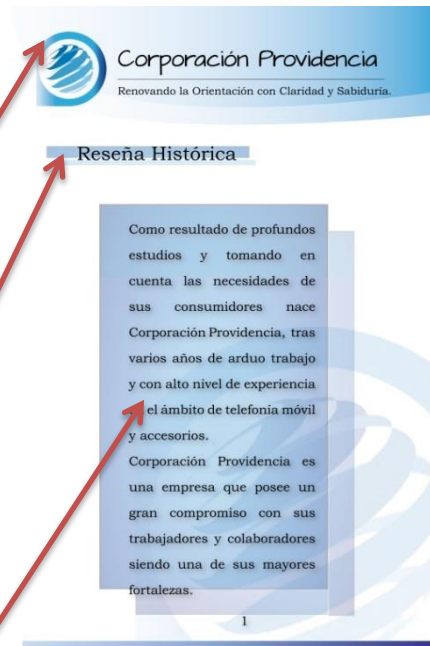 Corporación Providencia
Renovando la Orientación con Claridad y Sabiduría.
Reseña Histórica
Como resultado de profundos
estudios y tomando en
cuenta las necesidades de
sus consumidores nace
Corporación Providencia, tras
varios años de arduo trabajo
y con alto nivel de experiencia
el ámbito de telefonía móvil
y accesorios.
Corporación Providencia es
una empresa que posee un
gran compromiso con sus
trabajadores y colaboradores
siendo una de sus mayores
fortalezas.
1